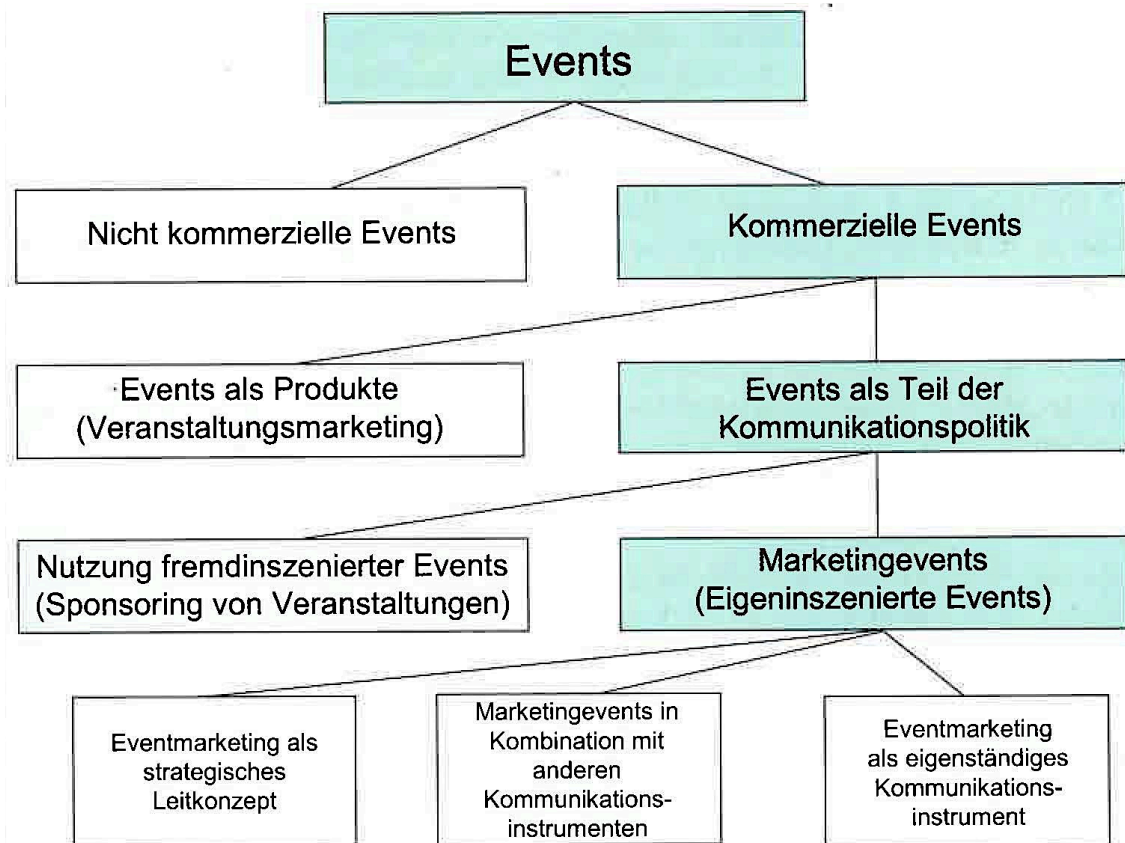 Events
Nicht kommerzielle Events
Kommerzielle Events
Events als Produkte
(Veranstaltungsmarketing)
Events als Teil der
Kommunikationspolitik
Nutzung fremdinszenierter Events
(Sponsoring von Veranstaltungen)
Marketingevents
(Eigeninszenierte Events)
Eventmarketing als
strategisches
Leitkonzept
Marketingevents in
Kombination mit
anderen
Kommunikations-
instrumenten
Eventmarketing
als eigenständiges
Kommunikations-
instrument